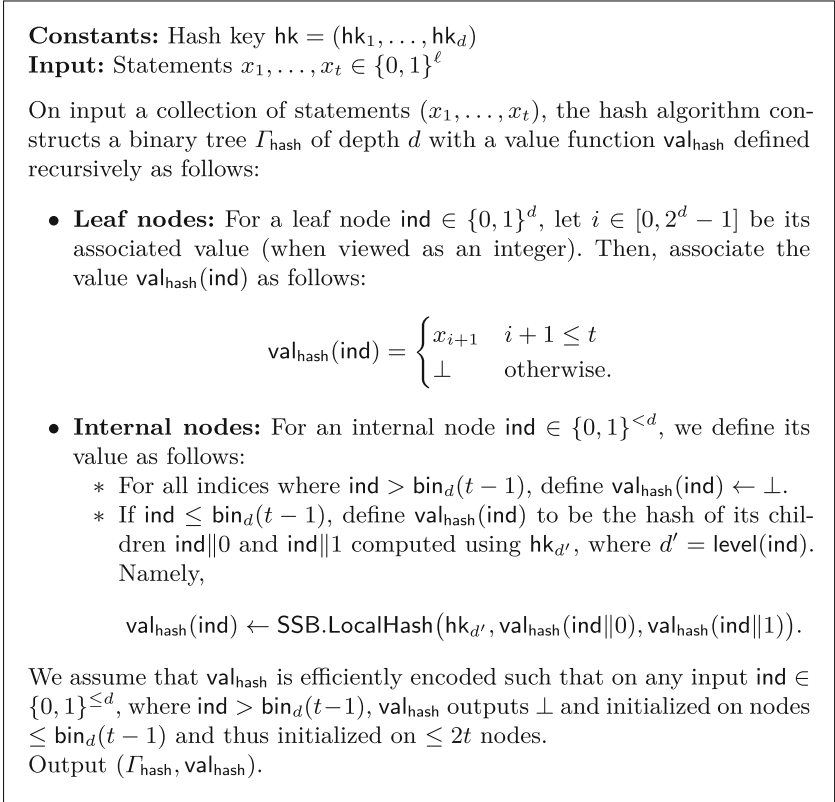 Constants: Hash key hk = (hk₁, . . . , hk_d)
Input: Statements x₁, . . . , x_t ∈ {0, 1}^ℓ
On input a collection of statements (x₁, . . . , x_t), the hash algorithm con-
structs a binary tree Γ_hash of depth d with a value function val_hash defined
recursively as follows:
• Leaf nodes: For a leaf node ind ∈ {0, 1}^d, let i ∈ [0, 2^d − 1] be its
associated value (when viewed as an integer). Then, associate the
value val_hash(ind) as follows:
val_hash(ind) = { x_{i+1} i + 1 ≤ t
⊥ otherwise.
• Internal nodes: For an internal node ind ∈ {0, 1}^{<d}, we define its
value as follows:
∗ For all indices where ind > bin_d(t − 1), define val_hash(ind) ← ⊥.
∗ If ind ≤ bin_d(t − 1), define val_hash(ind) to be the hash of its chil-
dren ind∥0 and ind∥1 computed using hk_{d′}, where d′ = level(ind).
Namely,
val_hash(ind) ← SSB.LocalHash(hk_{d′}, val_hash(ind∥0), val_hash(ind∥1)).
We assume that val_hash is efficiently encoded such that on any input ind ∈
{0, 1}^{≤d}, where ind > bin_d(t−1), val_hash outputs ⊥ and initialized on nodes
≤ bin_d(t − 1) and thus initialized on ≤ 2t nodes.
Output (Γ_hash, val_hash).